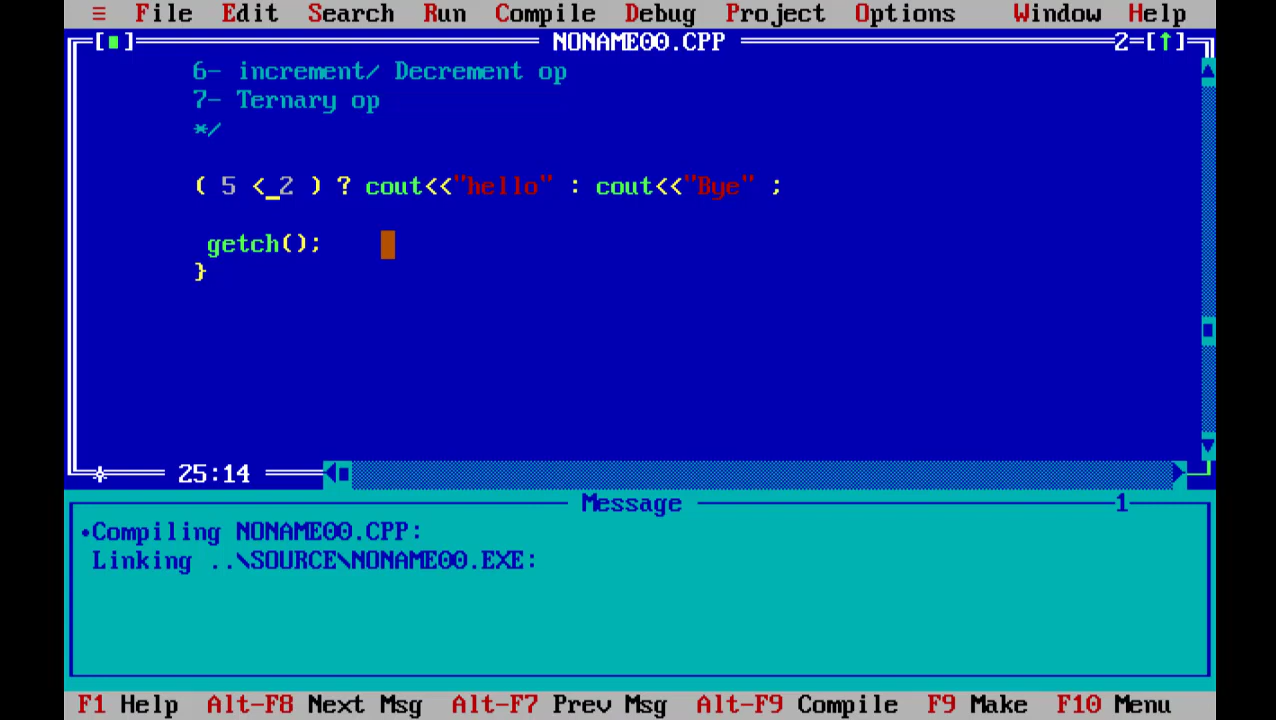 ≡ File Edit Search Run Compile Debug Project Options Window Help
[■] NONAME00.CPP 2=[↑]
6- increment/ Decrement op
7- Ternary op
*/
( 5 <_2 ) ? cout<<"hello" : cout<<"Bye" ;
getch();
}
25:14
Message 1
•Compiling NONAME00.CPP:
Linking ..\SOURCE\NONAME00.EXE:
F1 Help Alt-F8 Next Msg Alt-F7 Prev Msg Alt-F9 Compile F9 Make F10 Menu